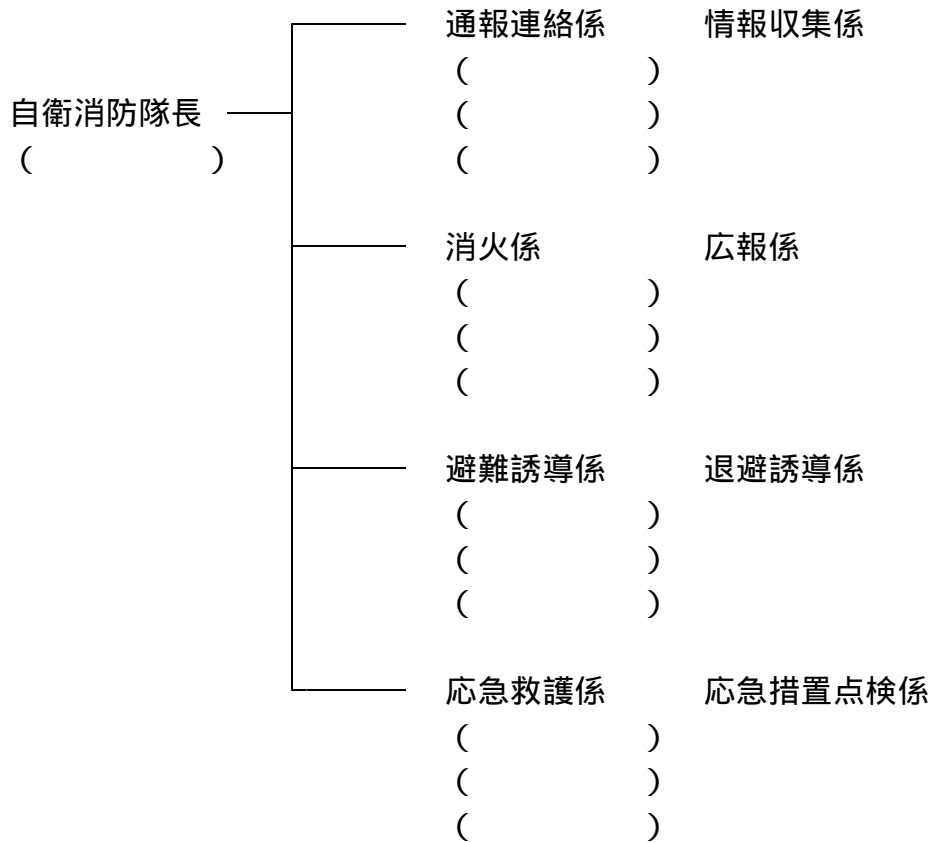 通報連絡係 情報収集係
(　　　　　)
自衛消防隊長 (　　　　　)
(　　　　　) (　　　　　)
消火係 広報係
(　　　　　)
(　　　　　)
(　　　　　)
避難誘導係 退避誘導係
(　　　　　)
(　　　　　)
(　　　　　)
応急救護係 応急措置点検係
(　　　　　)
(　　　　　)
(　　　　　)